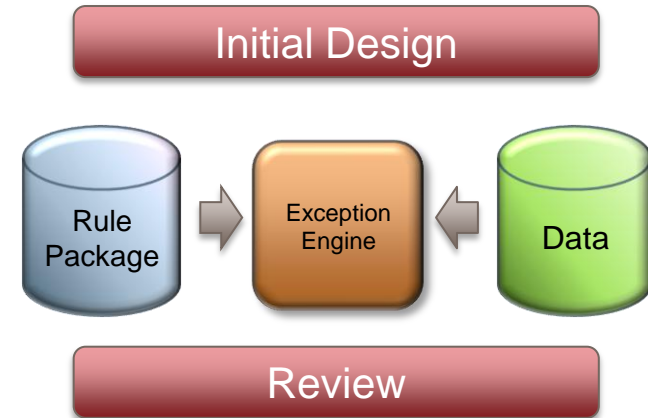 Initial Design
Rule
Package
Exception
Engine
Data
Review